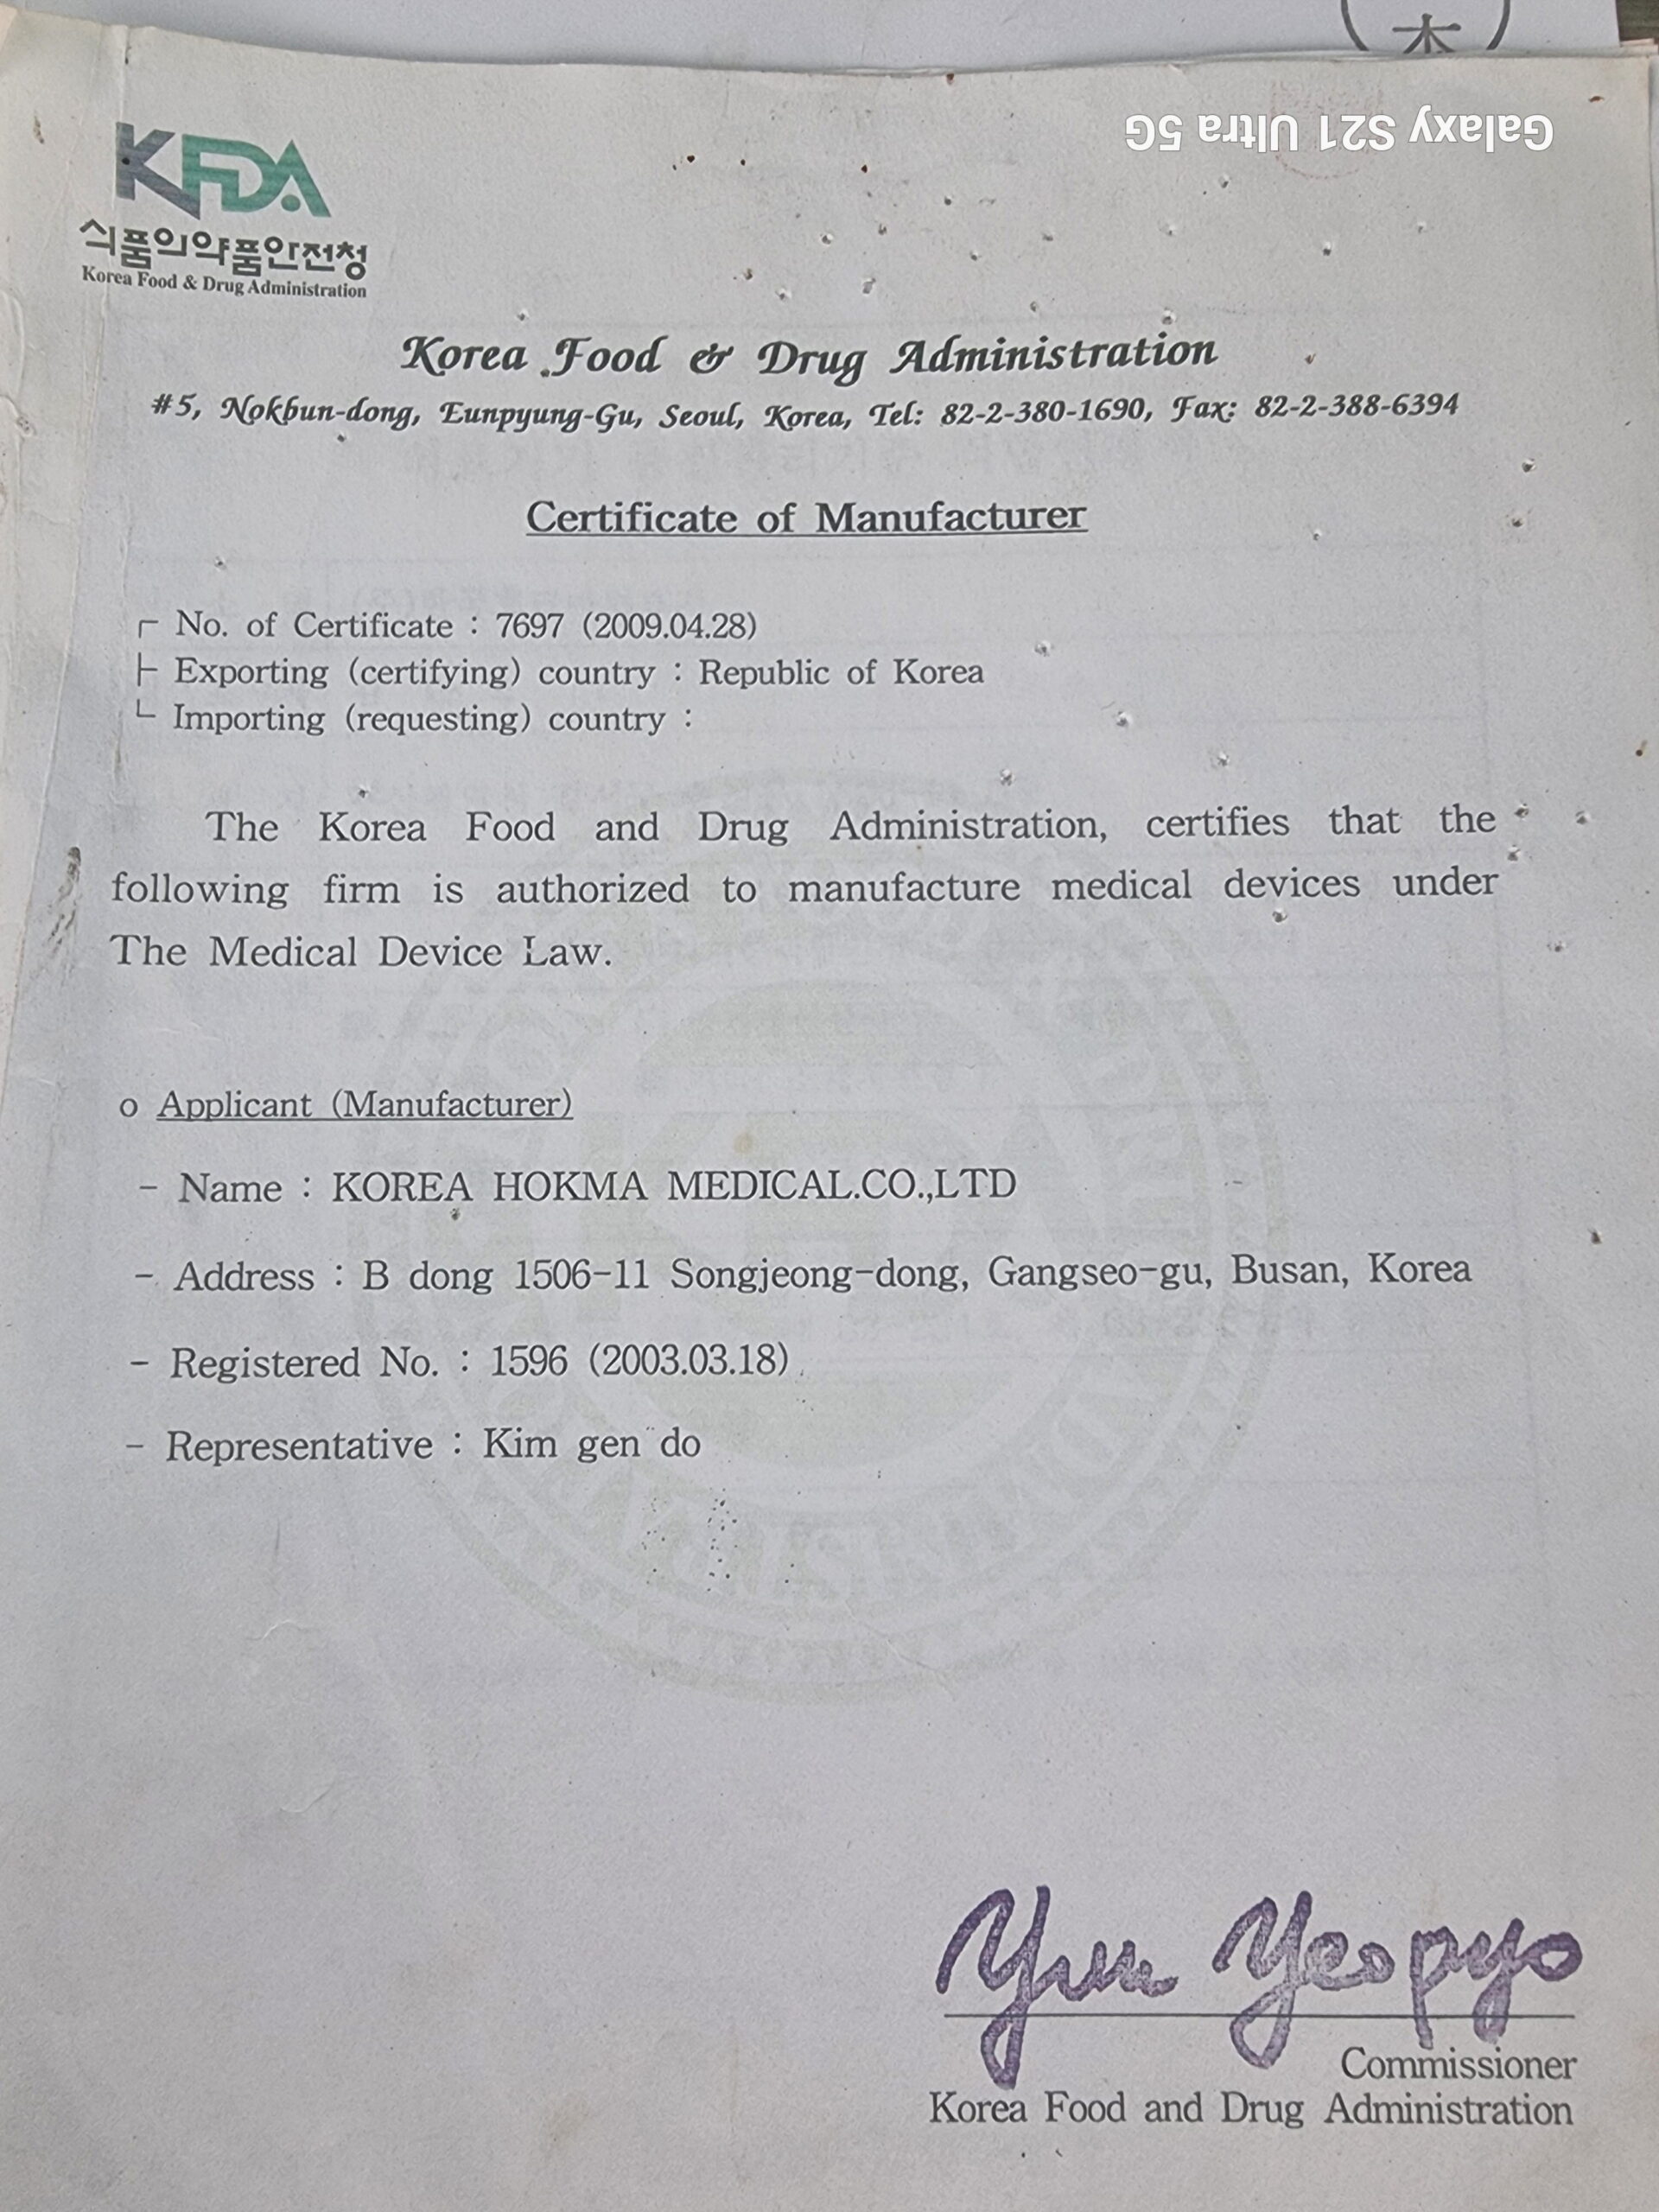 本
Galaxy S21 Ultra 5G
KFDA
식품의약품안전청
Korea Food & Drug Administration
Korea Food & Drug Administration
#5, Nokbun-dong, Eunpyung-Gu, Seoul, Korea, Tel: 82-2-380-1690, Fax: 82-2-388-6394
Certificate of Manufacturer
┌ No. of Certificate : 7697 (2009.04.28)
├ Exporting (certifying) country : Republic of Korea
└ Importing (requesting) country :
The Korea Food and Drug Administration, certifies that the
following firm is authorized to manufacture medical devices under
The Medical Device Law.
o Applicant (Manufacturer)
- Name : KOREA HOKMA MEDICAL.CO.,LTD
- Address : B dong 1506-11 Songjeong-dong, Gangseo-gu, Busan, Korea
- Registered No. : 1596 (2003.03.18)
- Representative : Kim gen do
Yun Yeopyo
Commissioner
Korea Food and Drug Administration